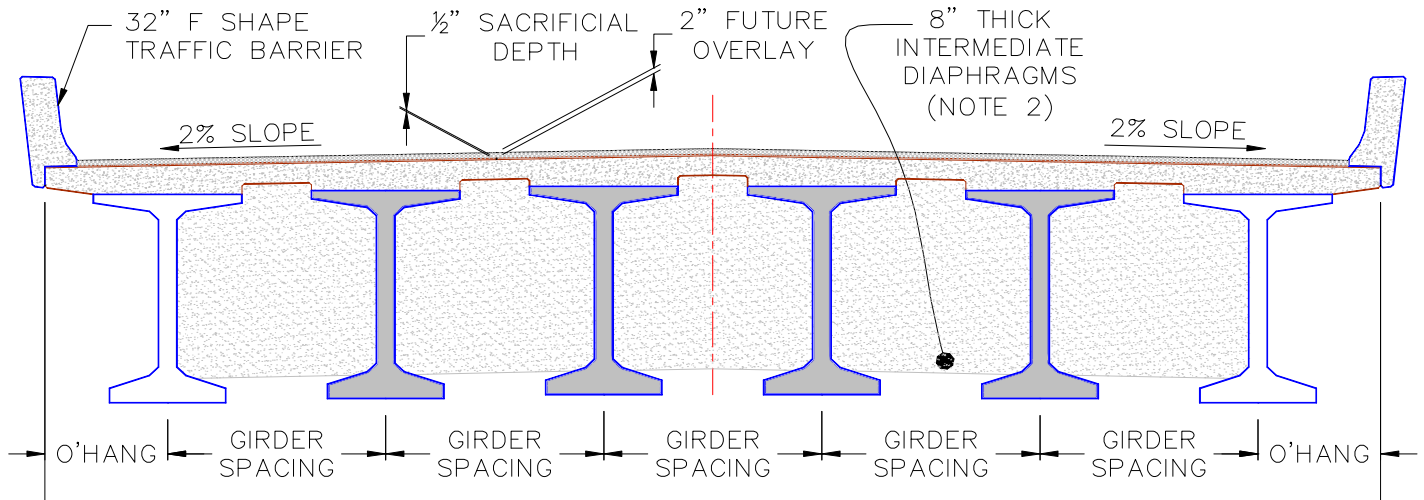 32” F SHAPE
TRAFFIC BARRIER
½” SACRIFICIAL
DEPTH
2” FUTURE
OVERLAY
8” THICK
INTERMEDIATE
DIAPHRAGMS
(NOTE 2)
2% SLOPE
2% SLOPE
O’HANG
GIRDER
SPACING
GIRDER
SPACING
GIRDER
SPACING
GIRDER
SPACING
GIRDER
SPACING
O’HANG